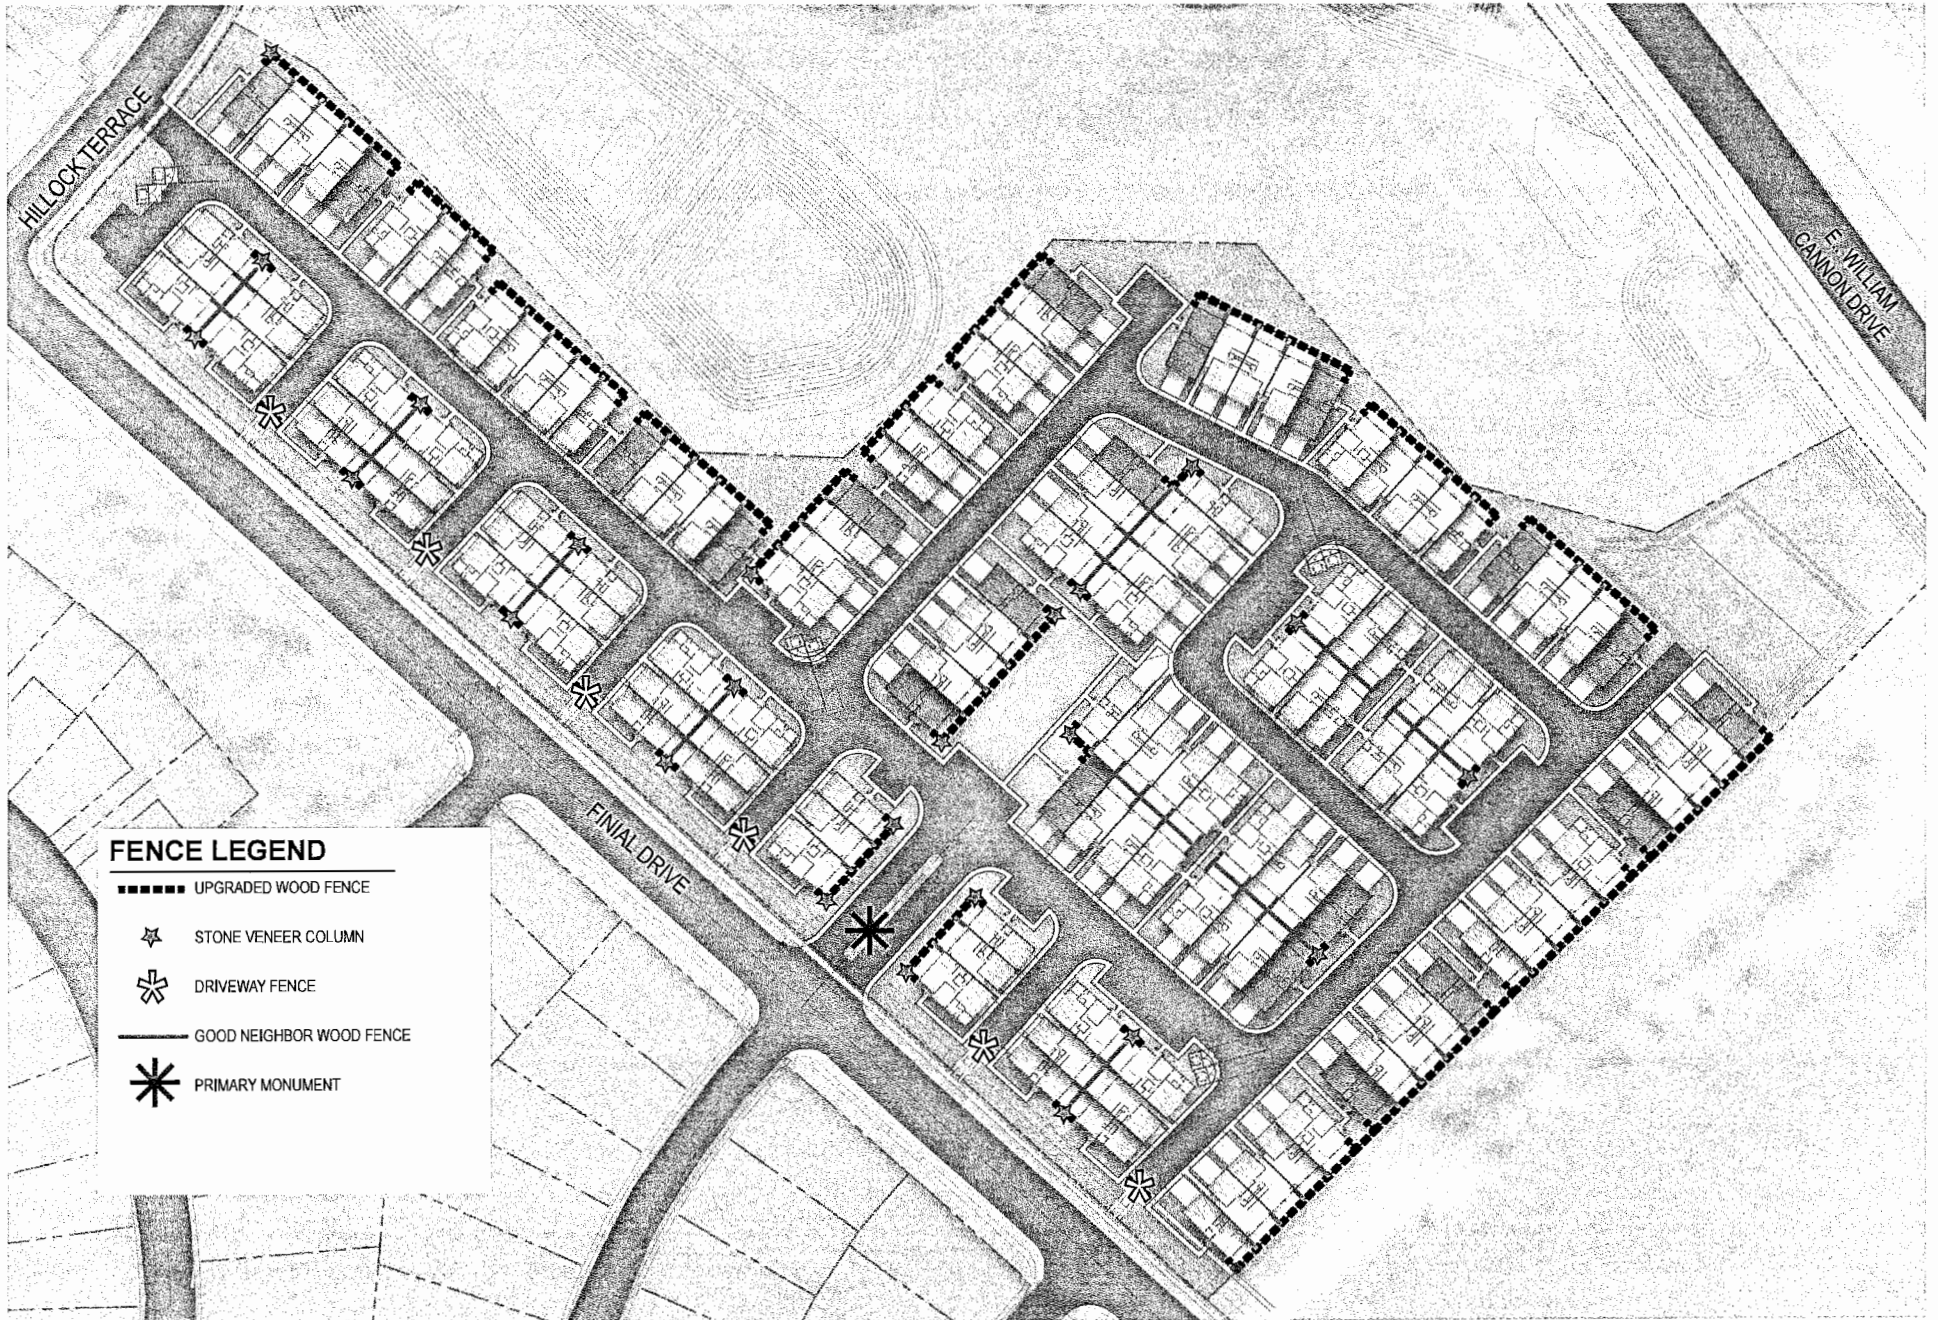 HILLOCK TERRACE
E. WILLIAM
CANNON DRIVE
FINIAL DRIVE
FENCE LEGEND
UPGRADED WOOD FENCE
STONE VENEER COLUMN
DRIVEWAY FENCE
GOOD NEIGHBOR WOOD FENCE
PRIMARY MONUMENT